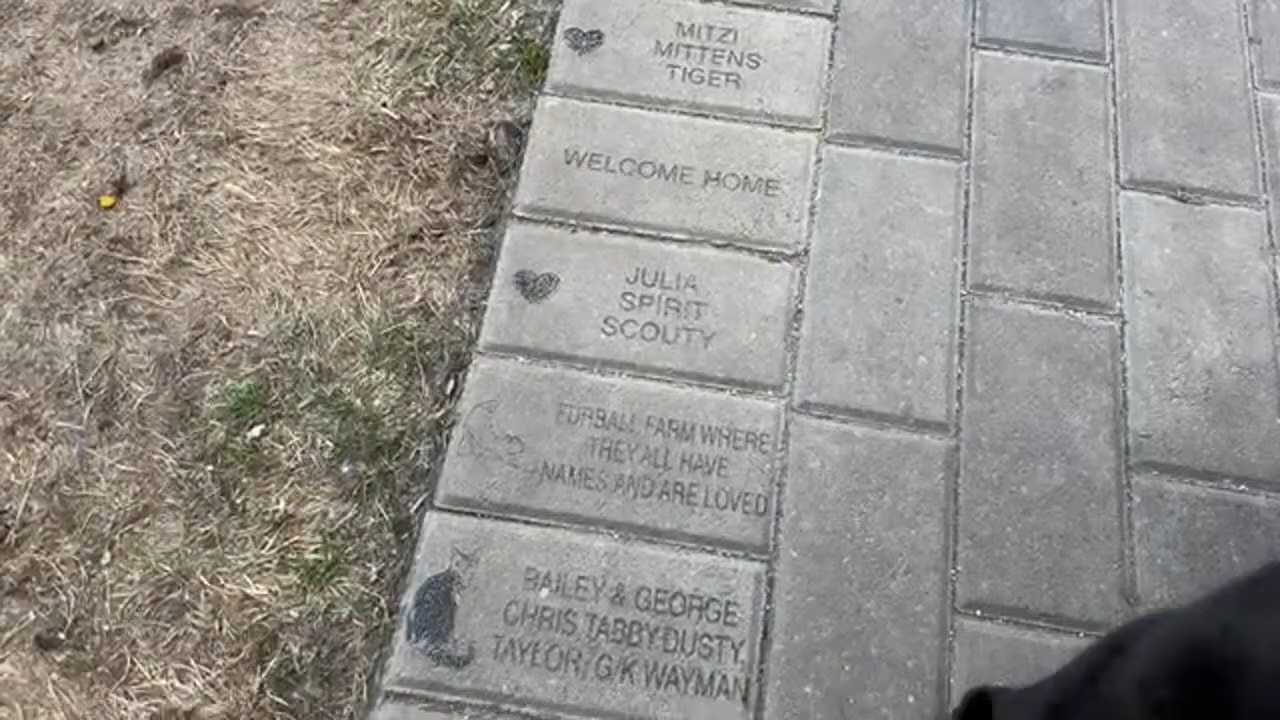 MITZI
MITTENS
TIGER
WELCOME HOME
JULIA
SPIRIT
SCOUTY
FURBALL FARM WHERE
THEY ALL HAVE
NAMES AND ARE LOVED
BAILEY & GEORGE
CHRIS TABBY DUSTY,
TAYLOR/G/K WAYMAN